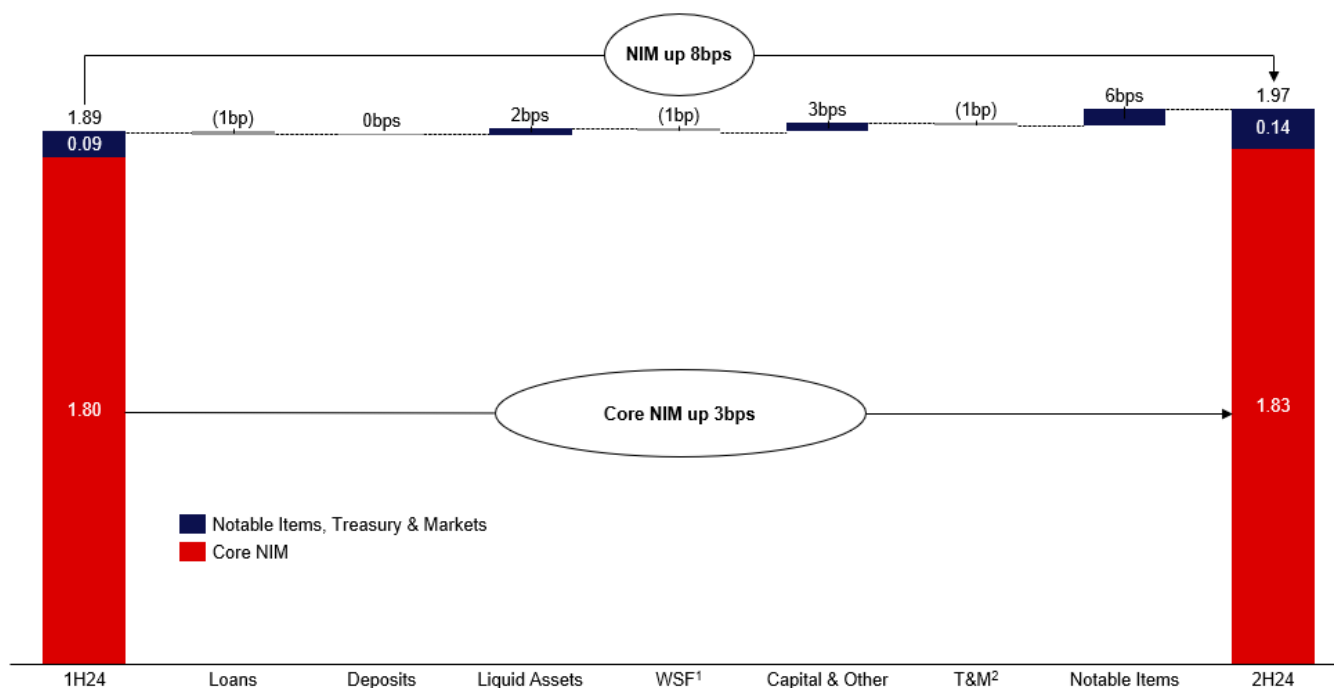 NIM up 8bps
1.89
(1bp)
0bps
2bps
(1bp)
3bps
(1bp)
6bps
1.97
0.09
0.14
1.80
Core NIM up 3bps
1.83
Notable Items, Treasury & Markets
Core NIM
1H24
Loans
Deposits
Liquid Assets
WSF¹
Capital & Other
T&M²
Notable Items
2H24